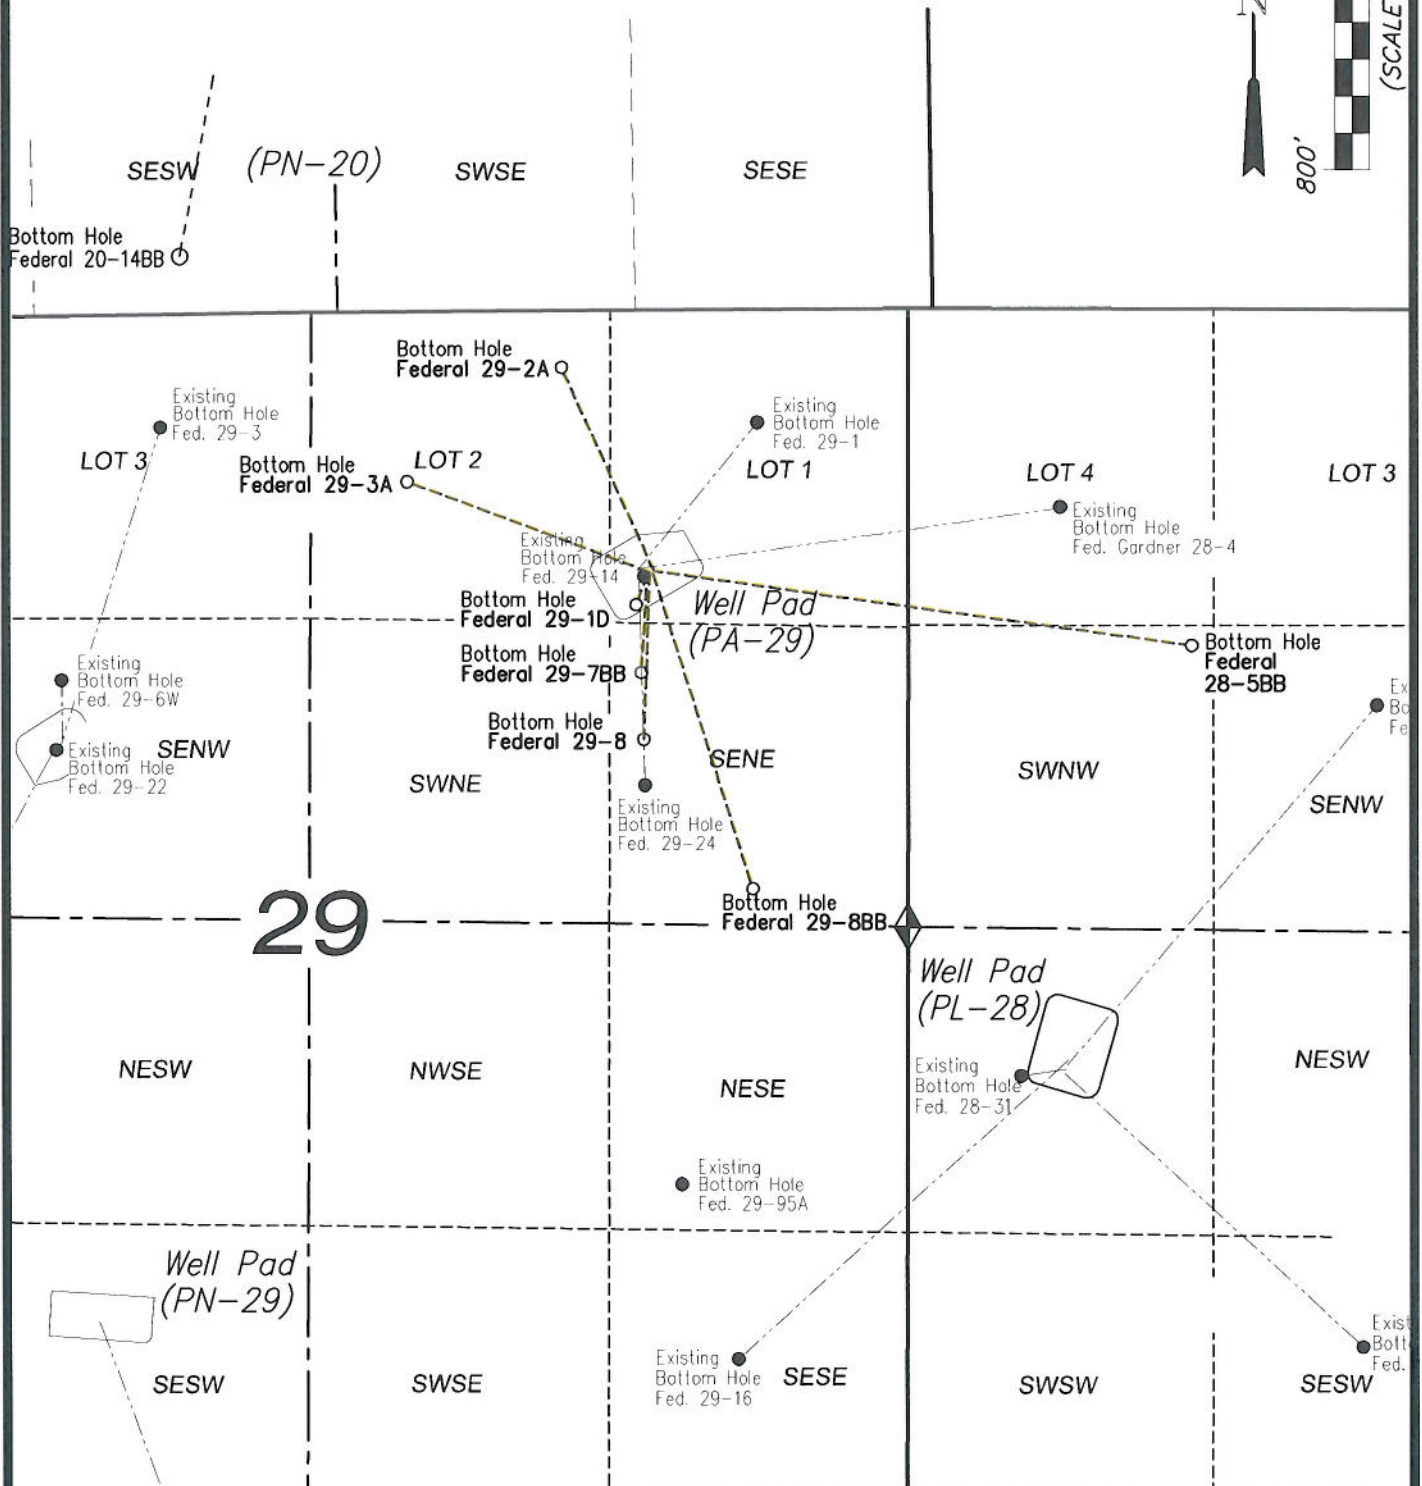 N
(SCALE
800'
SESW
(PN-20)
SWSE
SESE
Bottom Hole
Federal 20-14BB
Bottom Hole
Federal 29-2A
Existing
Bottom Hole
Fed. 29-3
Existing
Bottom Hole
Fed. 29-1
LOT 3
LOT 2
LOT 1
LOT 4
LOT 3
Bottom Hole
Federal 29-3A
Existing
Bottom Hole
Fed. Gardner 28-4
Existing
Bottom Hole
Fed. 29-14
Bottom Hole
Federal 29-1D
Well Pad
(PA-29)
Bottom Hole
Federal
28-5BB
Bottom Hole
Federal 29-7BB
Existing
Bottom Hole
Fed. 29-6W
Ex
Bo
Fe
Bottom Hole
Federal 29-8
SENW
Existing
Bottom Hole
Fed. 29-22
SWNE
SENE
SWNW
SENW
Existing
Bottom Hole
Fed. 29-24
29
Bottom Hole
Federal 29-8BB
Well Pad
(PL-28)
NESW
NWSE
NESE
Existing
Bottom Hole
Fed. 28-31
NESW
Existing
Bottom Hole
Fed. 29-95A
Well Pad
(PN-29)
Exist
Bott
Fed.
SESW
SWSE
Existing
Bottom Hole
Fed. 29-16
SESE
SWSW
SESW